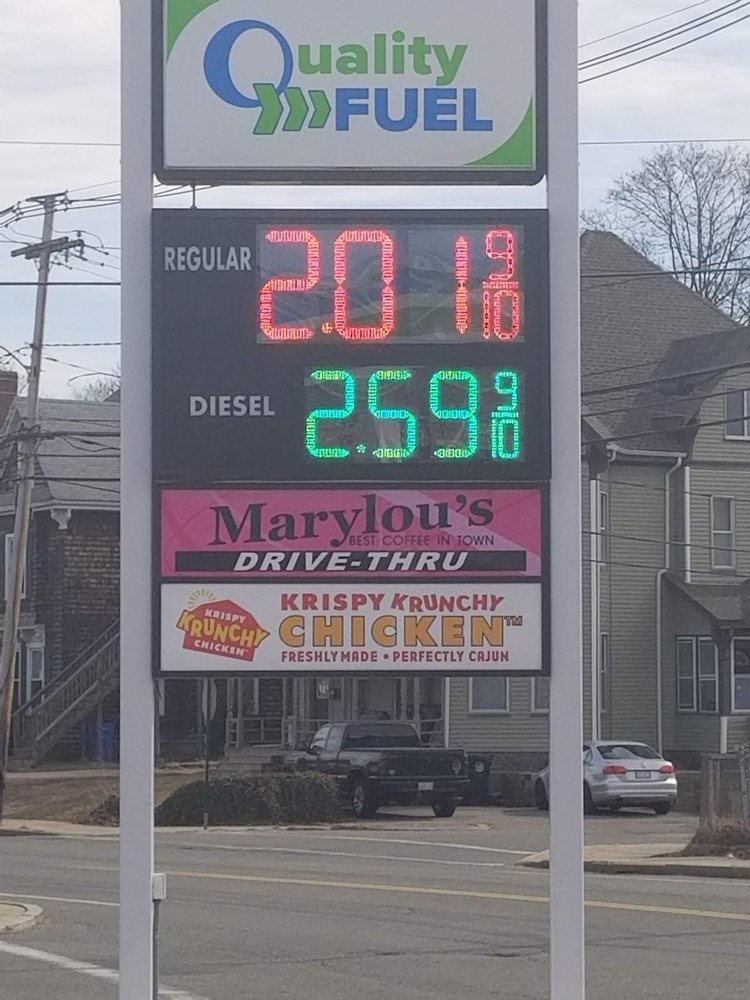 Quality
FUEL
REGULAR 2.01 9/10
DIESEL 2.59 9/10
Marylou's
BEST COFFEE IN TOWN
DRIVE-THRU
KRISPY
KRUNCHY
CHICKEN
KRISPY KRUNCHY
CHICKEN™
FRESHLY MADE • PERFECTLY CAJUN